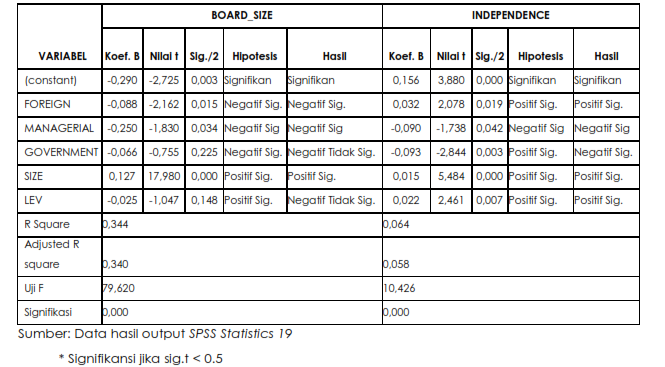 BOARD_SIZE INDEPENDENCE
VARIABEL Koef. B Nilai t Sig./2 Hipotesis Hasil Koef. B Nilai t Sig./2 Hipotesis Hasil
(constant) -0,290 -2,725 0,003 Signifikan Signifikan 0,156 3,880 0,000 Signifikan Signifikan
FOREIGN -0,088 -2,162 0,015 Negatif Sig. Negatif Sig. 0,032 2,078 0,019 Positif Sig. Positif Sig.
MANAGERIAL -0,250 -1,830 0,034 Negatif Sig Negatif Sig -0,090 -1,738 0,042 Negatif Sig Negatif Sig
GOVERNMENT -0,066 -0,755 0,225 Negatif Sig. Negatif Tidak Sig. -0,093 -2,844 0,003 Positif Sig. Negatif Sig.
SIZE 0,127 17,980 0,000 Positif Sig. Positif Sig. 0,015 5,484 0,000 Positif Sig. Positif Sig.
LEV -0,025 -1,047 0,148 Positif Sig. Negatif Tidak Sig. 0,022 2,461 0,007 Positif Sig. Positif Sig.
R Square 0,344 0,064
Adjusted R
square 0,340 0,058
Uji F 79,620 10,426
Signifikasi 0,000 0,000
Sumber: Data hasil output SPSS Statistics 19
* Signifikansi jika sig.t < 0.5